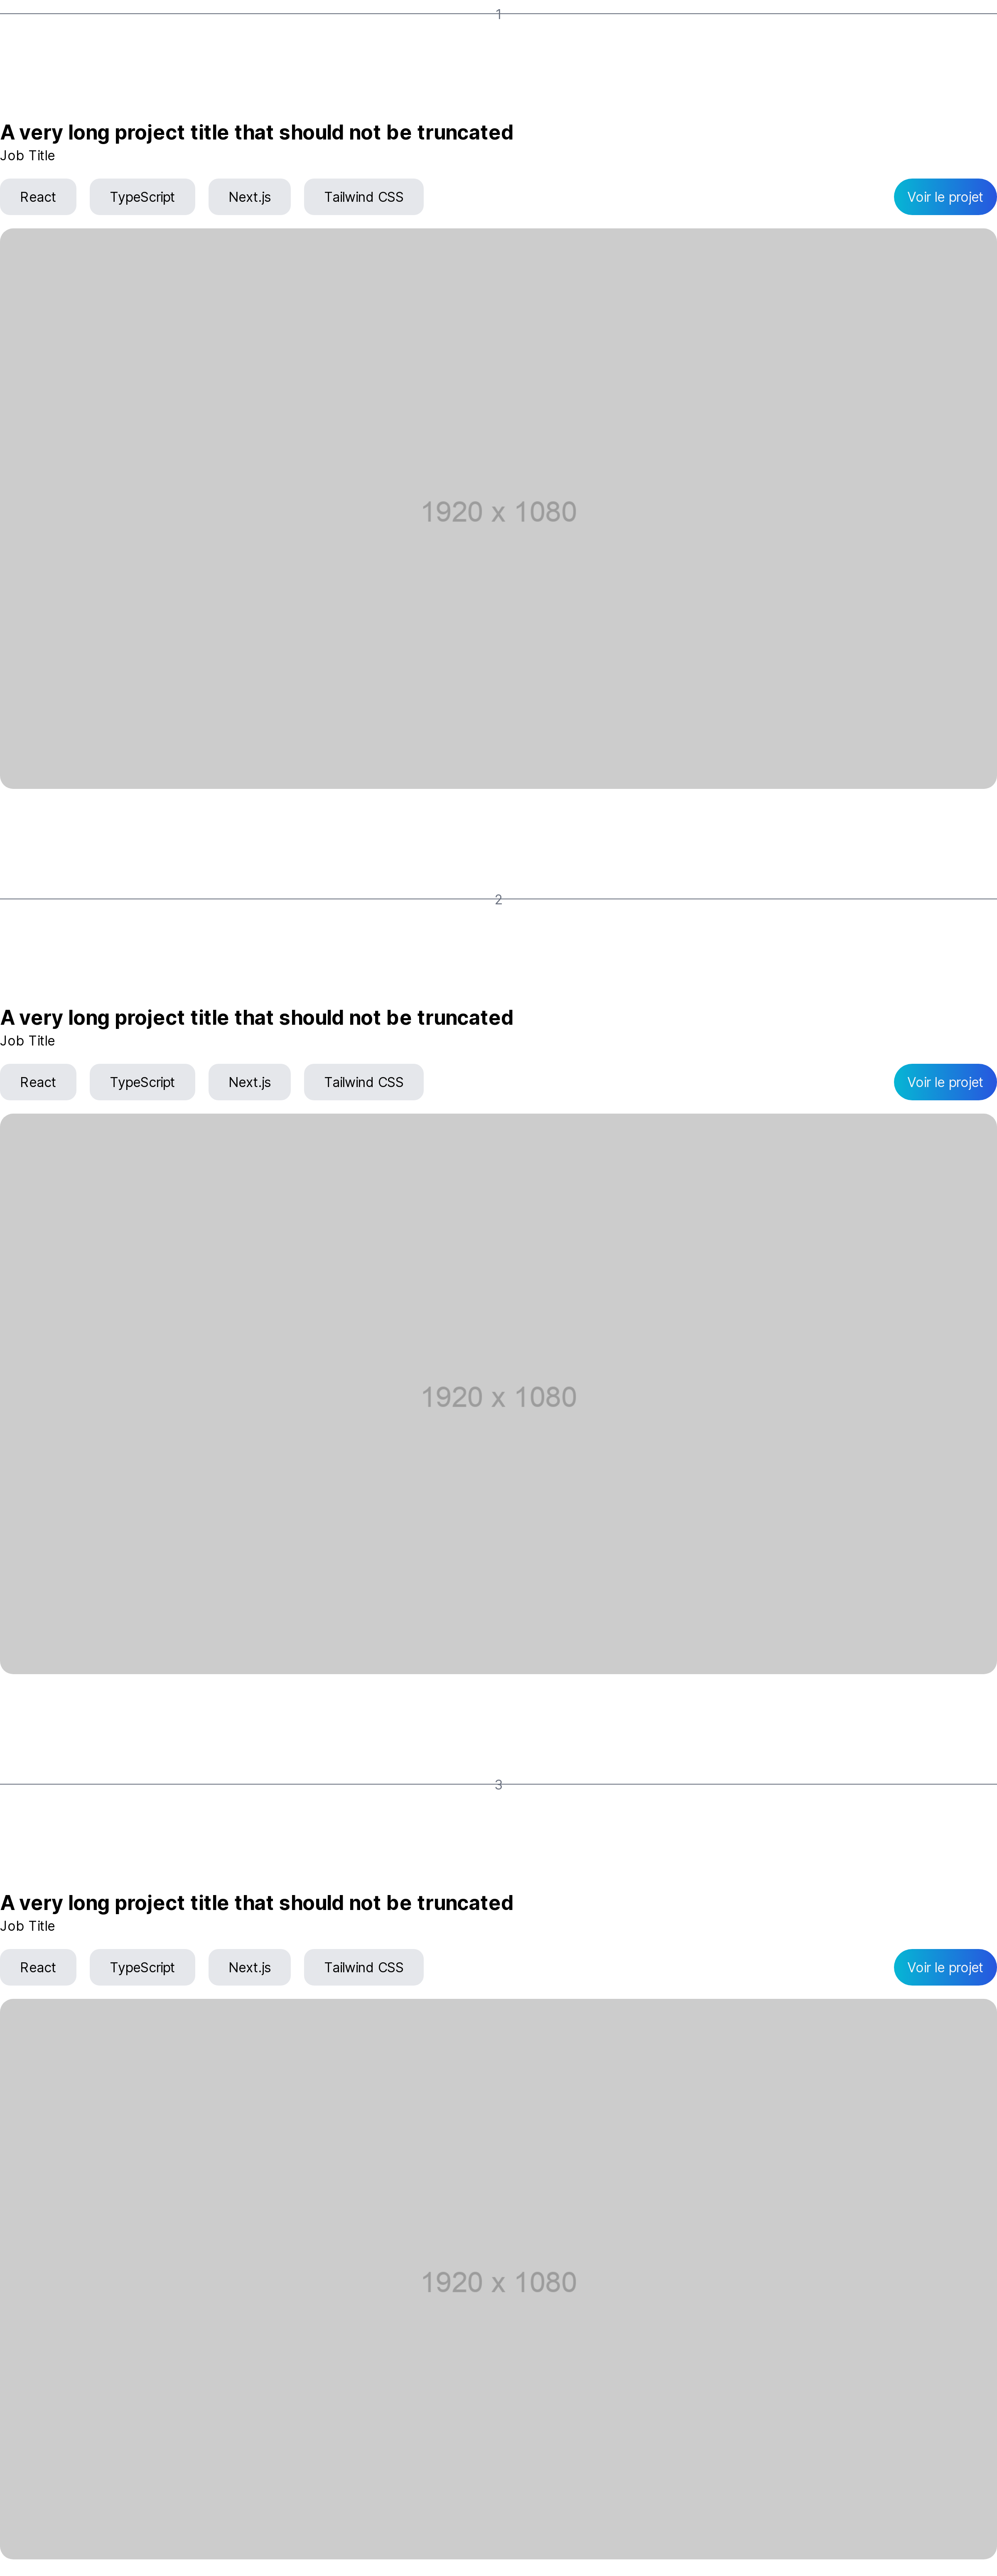 1
A very long project title that should not be truncated
Job Title
React TypeScript Next.js Tailwind CSS Voir le projet
1920 x 1080
2
A very long project title that should not be truncated
Job Title
React TypeScript Next.js Tailwind CSS Voir le projet
1920 x 1080
3
A very long project title that should not be truncated
Job Title
React TypeScript Next.js Tailwind CSS Voir le projet
1920 x 1080